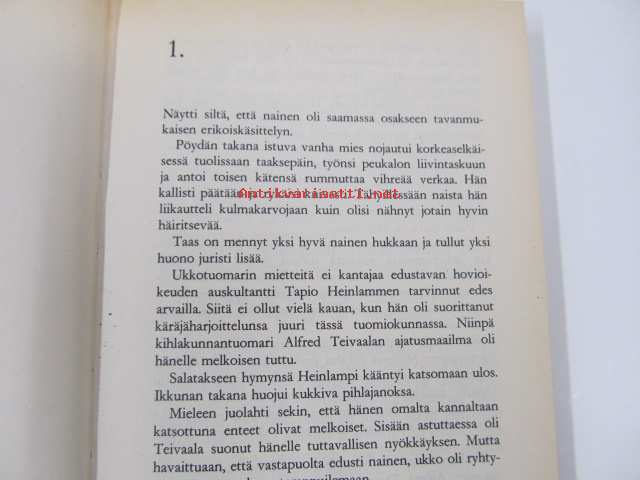 1.
Näytti siltä, että nainen oli saamassa osakseen tavanmu-
kaisen erikoiskäsittelyn.
Pöydän takana istuva vanha mies nojautui korkeaselkäi-
sessä tuolissaan taaksepäin, työnsi peukalon liivintaskuun
ja antoi toisen kätensä rummuttaa vihreää verkaa. Hän
kallisti päätään
Antikvariaatti.net
naista hän
liikautteli kulmakarvojaan kuin olisi nähnyt jotain hyvin
häiritsevää.
Taas on mennyt yksi hyvä nainen hukkaan ja tullut yksi
huono juristi lisää.
Ukkotuomarin mietteitä ei kantajaa edustavan hovioi-
keuden auskultantti Tapio Heinlammen tarvinnut edes
arvailla. Siitä ei ollut vielä kauan, kun hän oli suorittanut
käräjäharjoittelunsa juuri tässä tuomiokunnassa. Niinpä
kihlakunnantuomari Alfred Teivaalan ajatusmaailma oli
hänelle melkoisen tuttu.
Salatakseen hymynsä Heinlampi kääntyi katsomaan ulos.
Ikkunan takana huojui kukkiva pihlajanoksa.
Mieleen juolahti sekin, että hänen omalta kannaltaan
katsottuna enteet olivat melkoiset. Sisään astuttaessa oli
Teivaala suonut hänelle tuttavallisen nyökkäyksen. Mutta
havaittuaan, että vastapuolta edusti nainen, ukko oli ryhty-